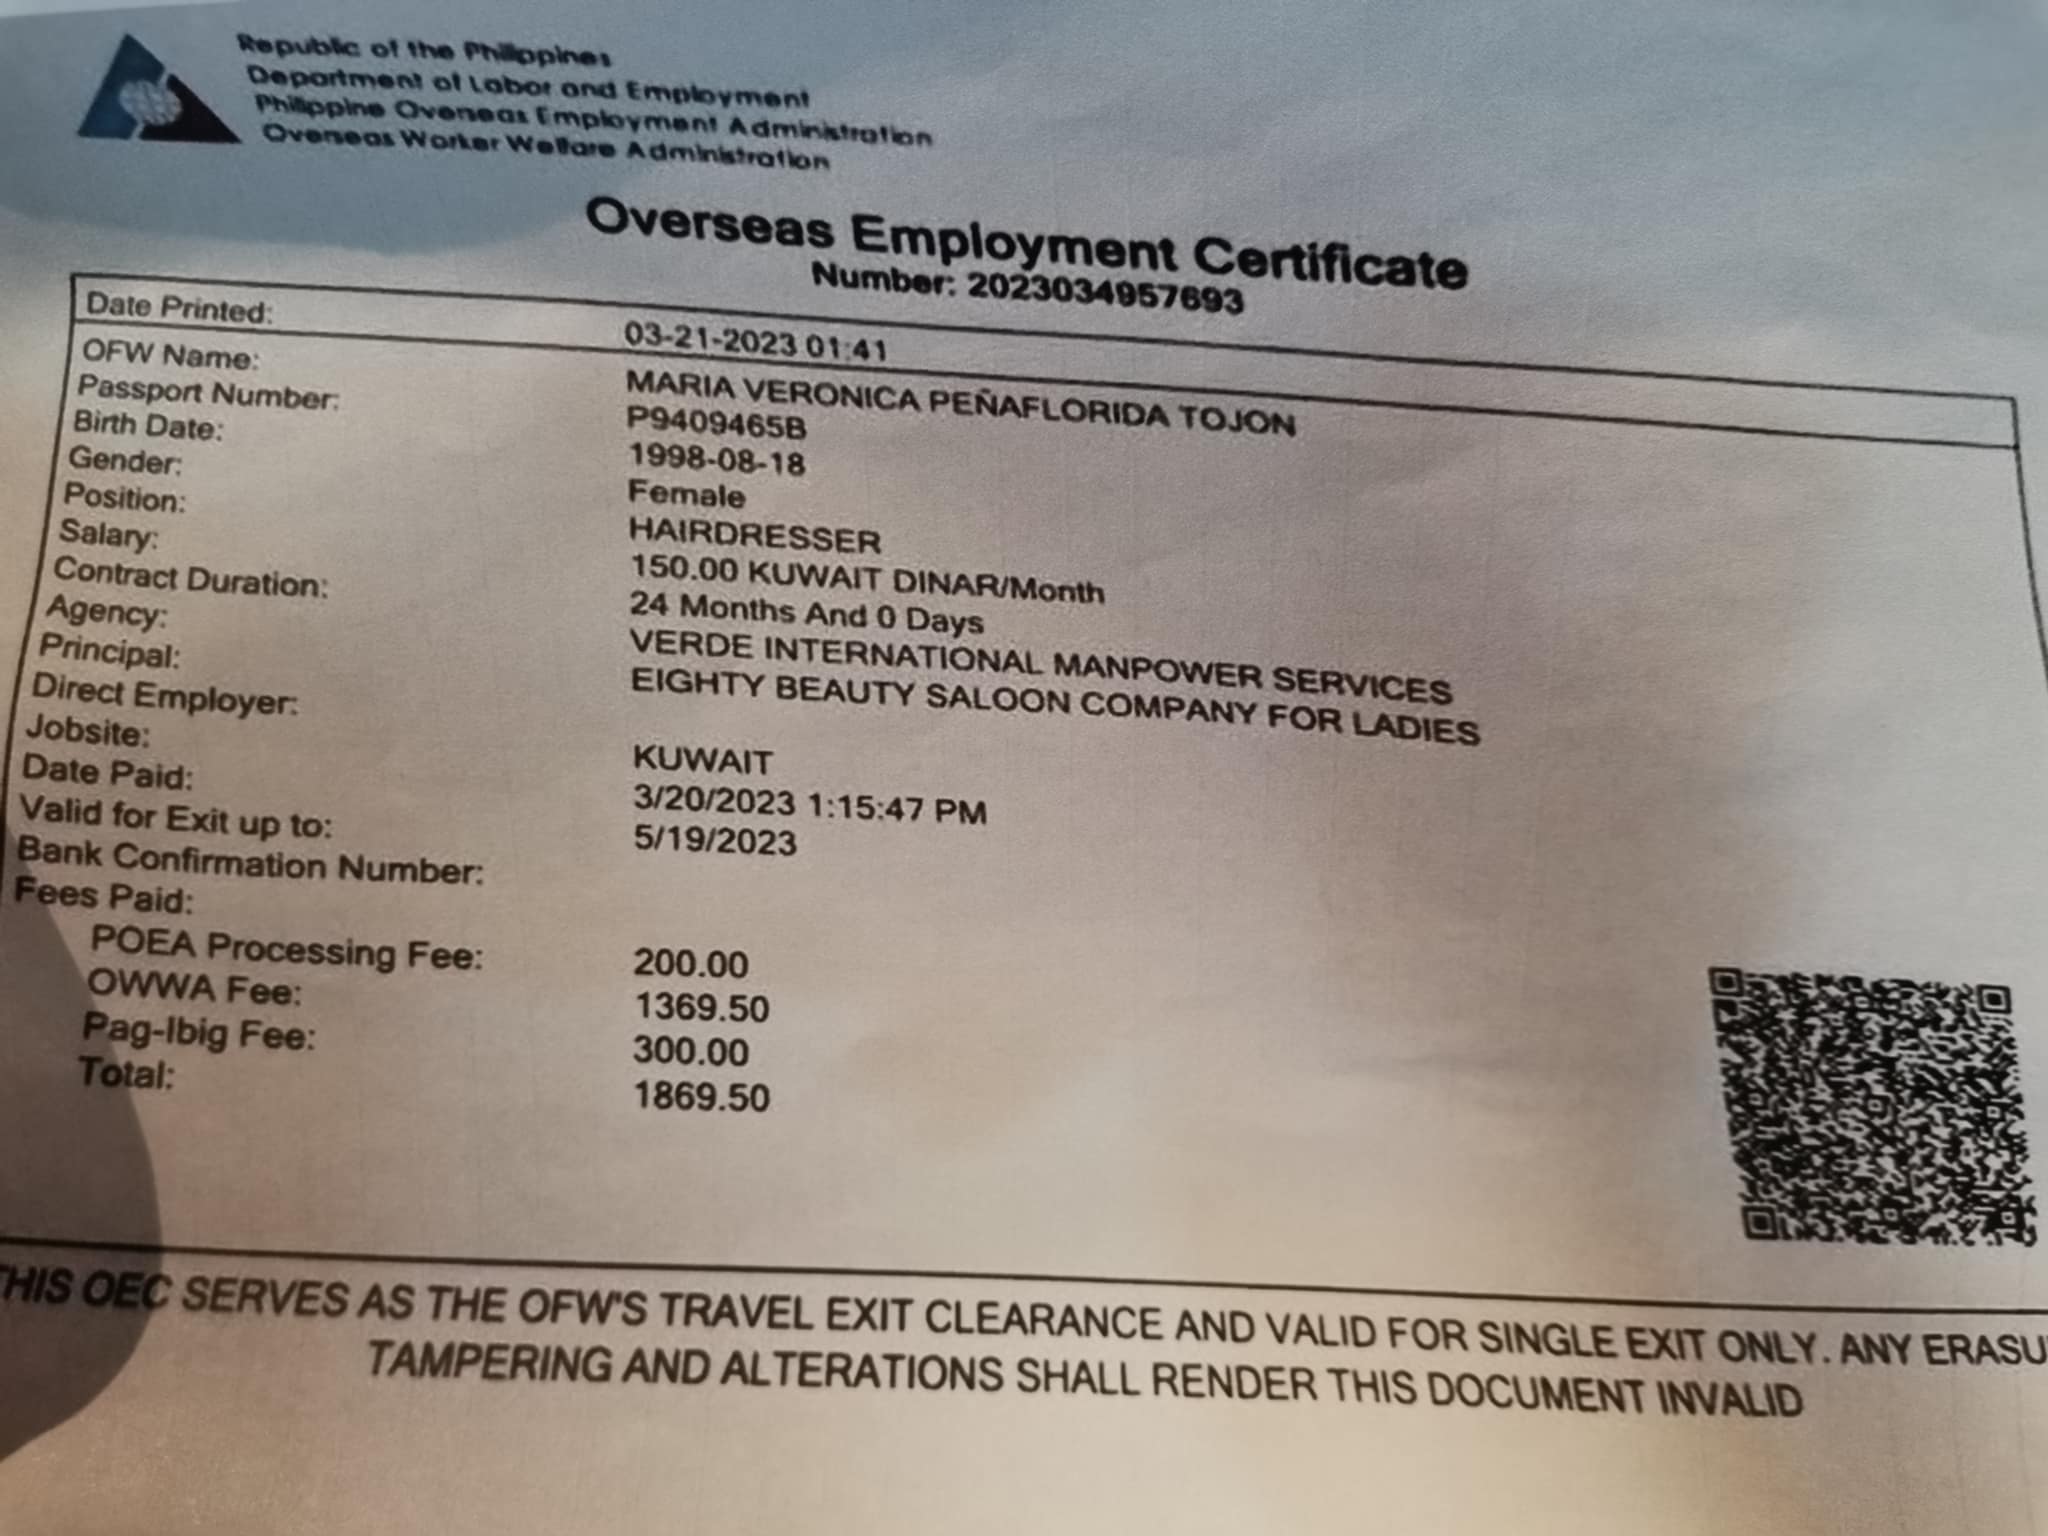 Republic of the Philippines
Department of Labor and Employment
Philippine Overseas Employment Administration
Overseas Worker Welfare Administration
Overseas Employment Certificate
Number: 2023034957693
Date Printed: 03-21-2023 01:41
OFW Name: MARIA VERONICA PEÑAFLORIDA TOJON
Passport Number: P9409465B
Birth Date: 1998-08-18
Gender: Female
Position: HAIRDRESSER
Salary: 150.00 KUWAIT DINAR/Month
Contract Duration: 24 Months And 0 Days
Agency: VERDE INTERNATIONAL MANPOWER SERVICES
Principal: EIGHTY BEAUTY SALOON COMPANY FOR LADIES
Direct Employer:
Jobsite: KUWAIT
Date Paid: 3/20/2023 1:15:47 PM
Valid for Exit up to: 5/19/2023
Bank Confirmation Number:
Fees Paid:
POEA Processing Fee: 200.00
OWWA Fee: 1369.50
Pag-Ibig Fee: 300.00
Total: 1869.50
THIS OEC SERVES AS THE OFW'S TRAVEL EXIT CLEARANCE AND VALID FOR SINGLE EXIT ONLY. ANY
TAMPERING AND ALTERATIONS SHALL RENDER THIS DOCUMENT INVALID